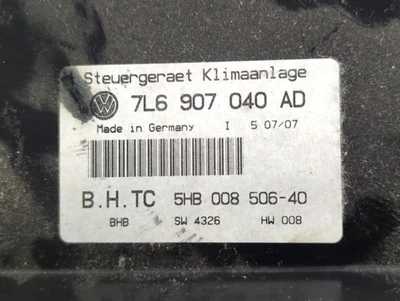 Steuergeraet Klimaanlage
7L6 907 040 AD
Made in Germany I 5 07/07
B.H.TC 5HB 008 506-40
BHB SW 4326 HW 008